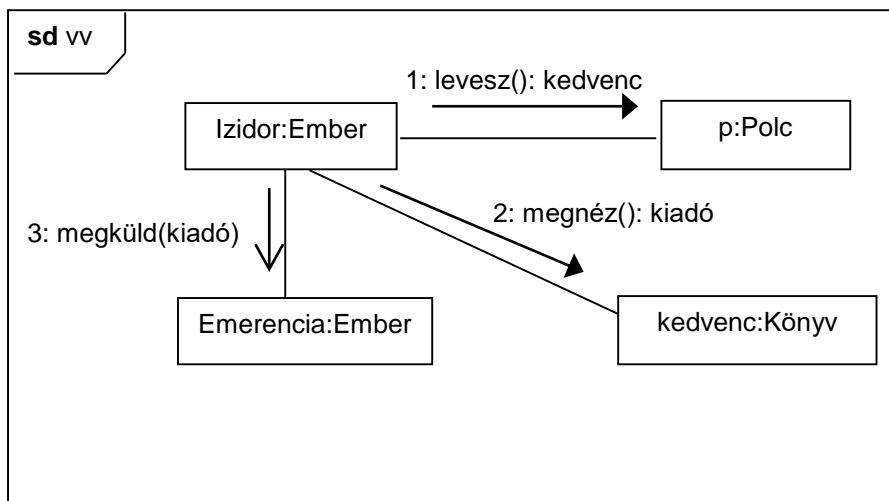 sd vv
1: levesz(): kedvenc
Izidor:Ember
p:Polc
2: megnéz(): kiadó
3: megküld(kiadó)
Emerencia:Ember
kedvenc:Könyv